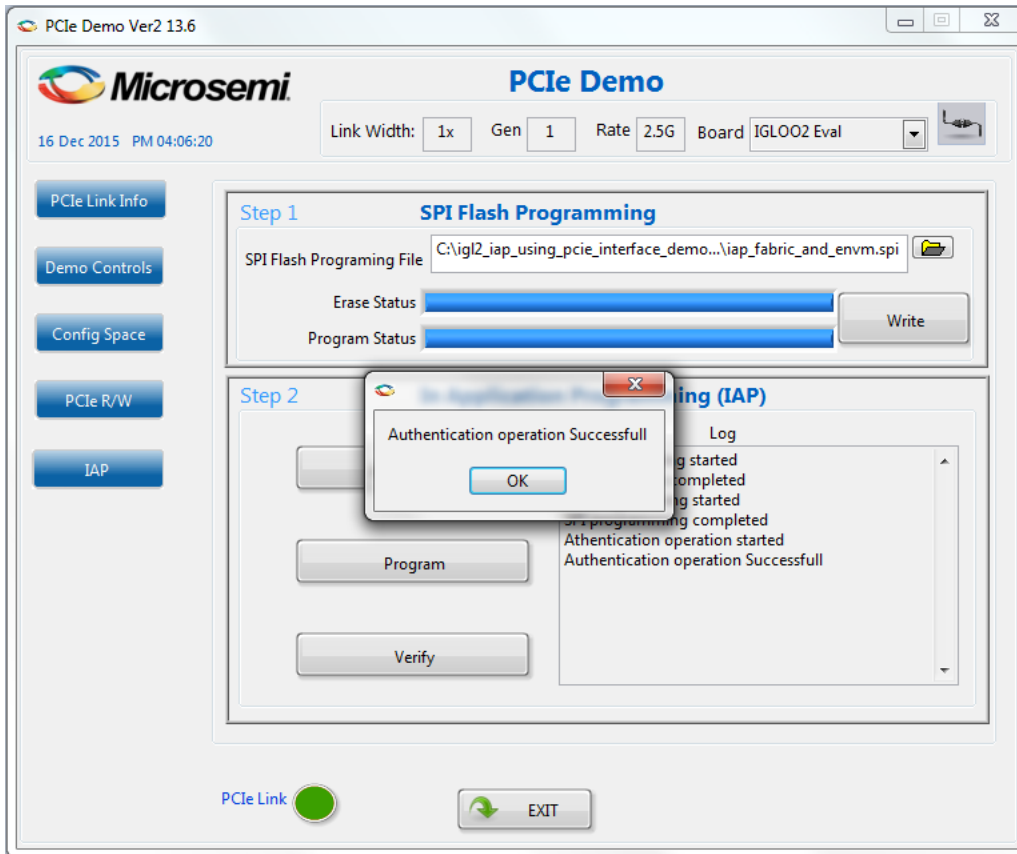 PCIe Demo Ver2 13.6
Microsemi.
PCIe Demo
16 Dec 2015 PM 04:06:20
Link Width: 1x Gen 1 Rate 2.5G Board IGLOO2 Eval
PCIe Link Info
Demo Controls
Config Space
PCIe R/W
IAP
Step 1 SPI Flash Programming
SPI Flash Programing File C:\igl2_iap_using_pcie_interface_demo...\iap_fabric_and_envm.spi
Erase Status
Program Status
Write
Step 2 ing (IAP)
Authentication operation Successfull
OK
Log
g started
completed
ng started
SPI programming completed
Athentication operation started
Authentication operation Successfull
Program
Verify
PCIe Link
EXIT